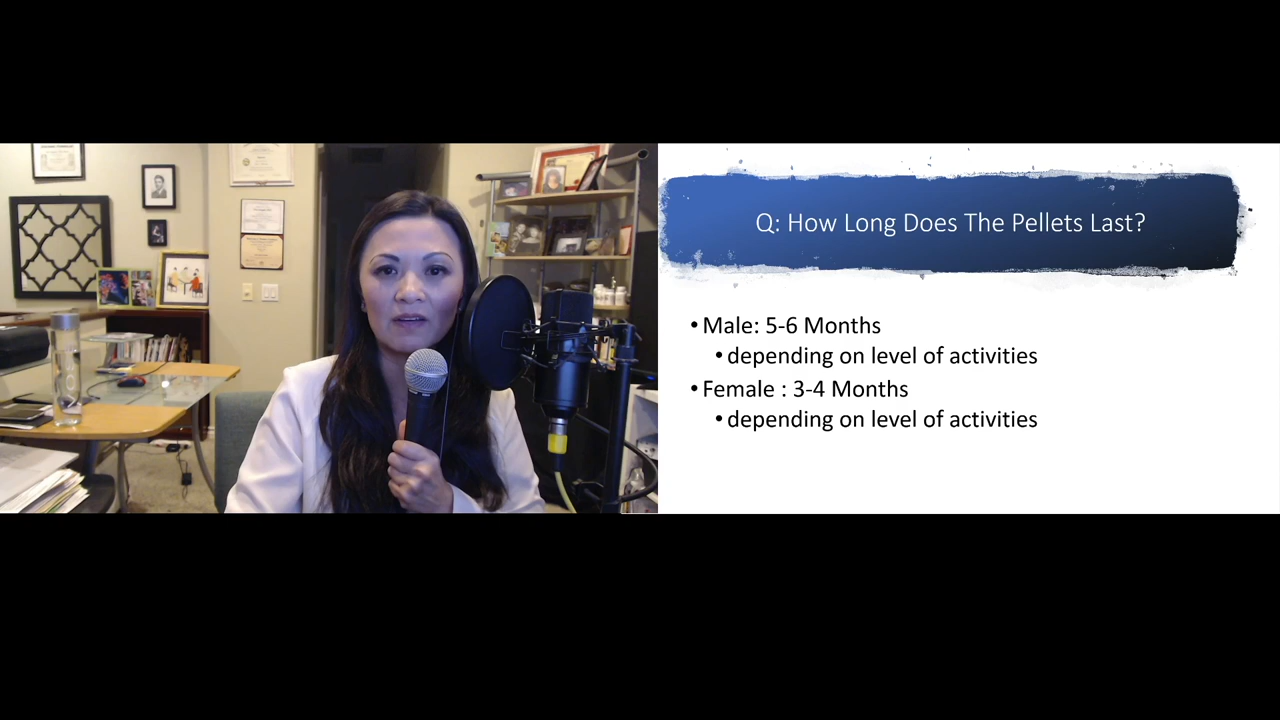 Q: How Long Does The Pellets Last?
• Male: 5-6 Months
• depending on level of activities
• Female : 3-4 Months
• depending on level of activities